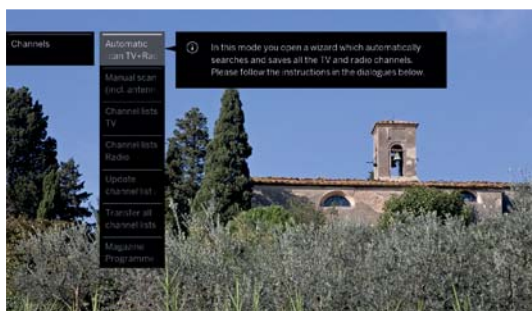 Channels
Automatic
scan TV+Rad
In this mode you open a wizard which automatically
searches and saves all the TV and radio channels.
Please follow the instructions in the dialogues below.
Manual scan
(incl. antenn
Channel lists
TV
Channel lists
Radio
Update
channel list
Transfer all
channel lists
Magazine
Programme